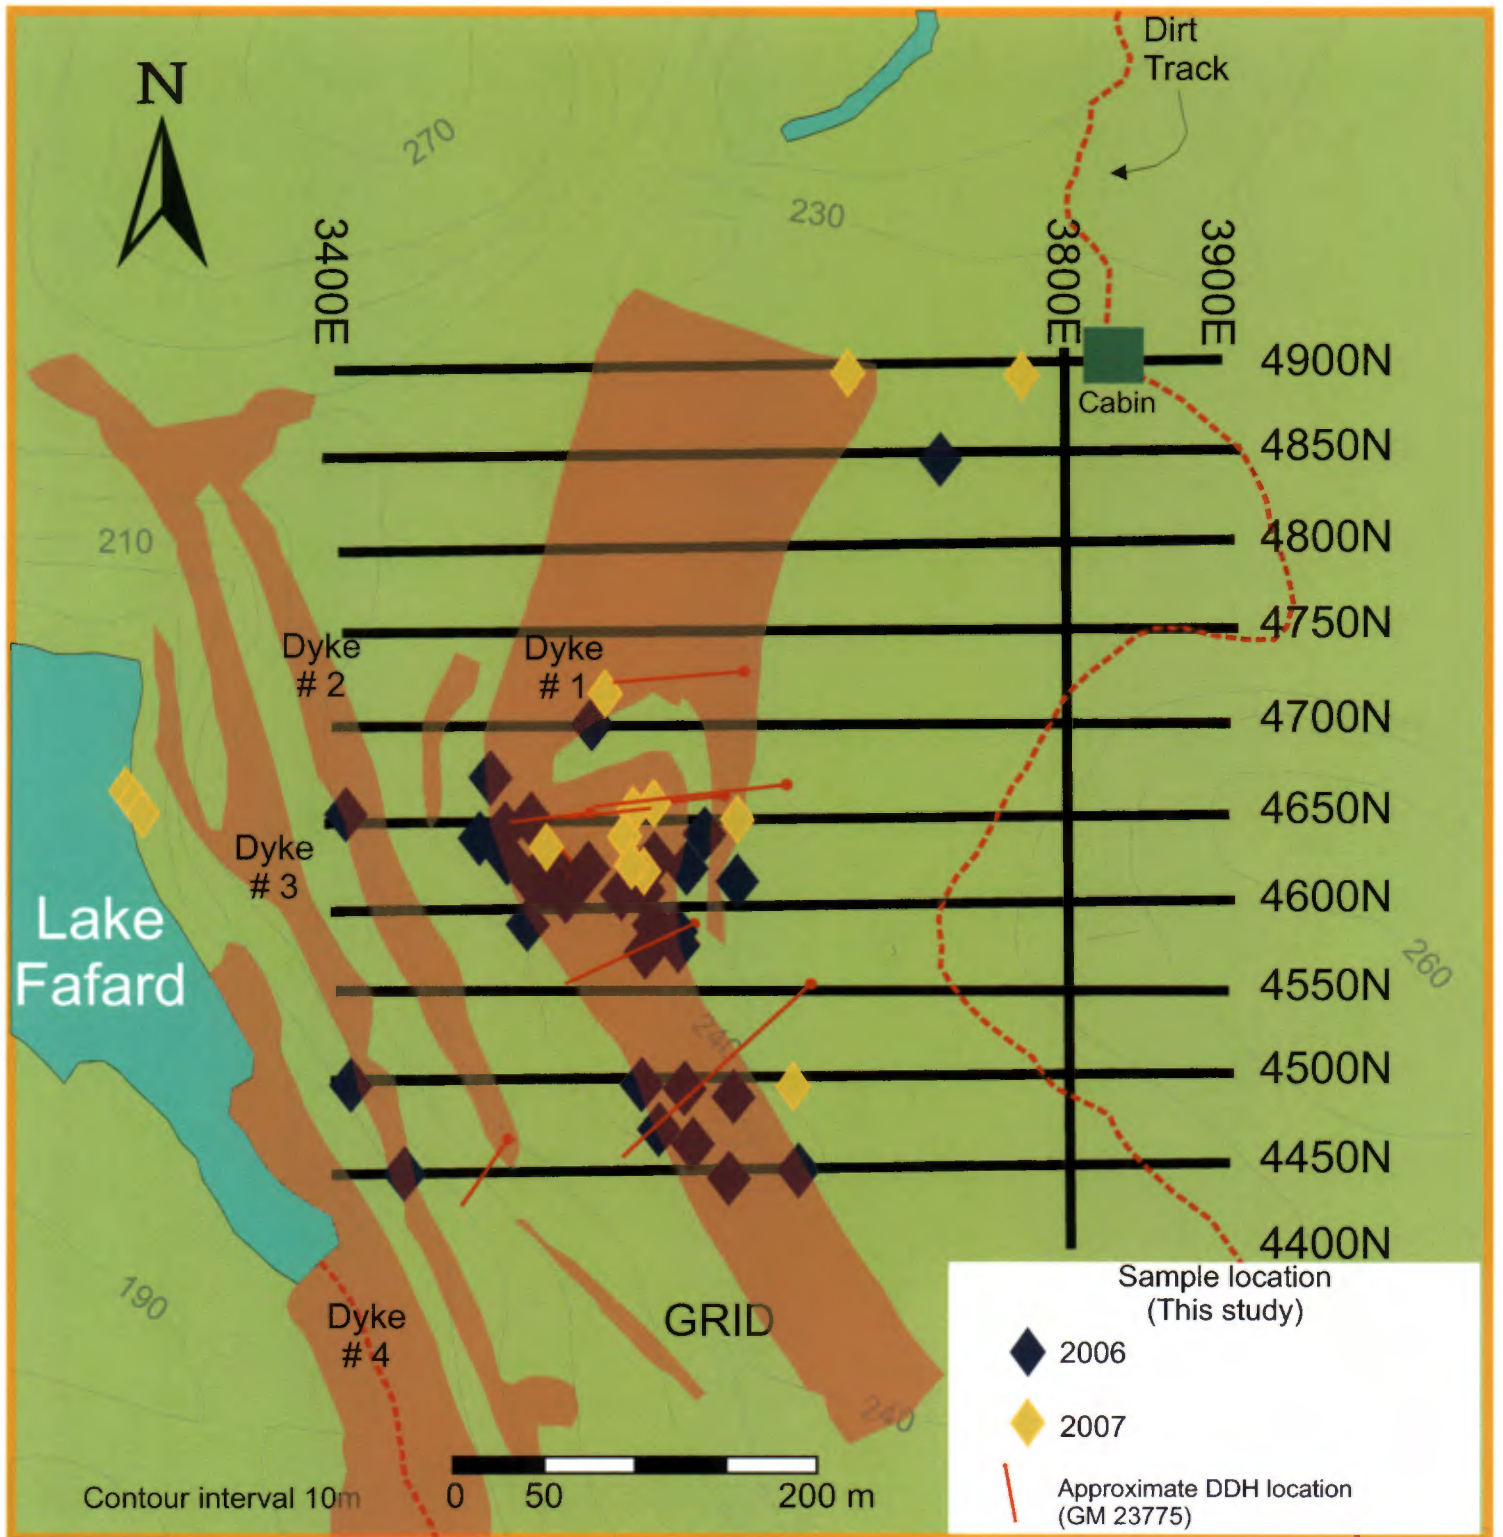 Dirt
Track
N
270
230
3400E
3800E
3900E
4900N
Cabin
4850N
4800N
210
4750N
Dyke
# 2
Dyke
# 1
4700N
4650N
Dyke
# 3
4600N
Lake
Fafard
4550N
260
240
4500N
4450N
4400N
190
Dyke
# 4
GRID
240
Sample location
(This study)
2006
2007
Approximate DDH location
(GM 23775)
Contour interval 10m
0 50 200 m